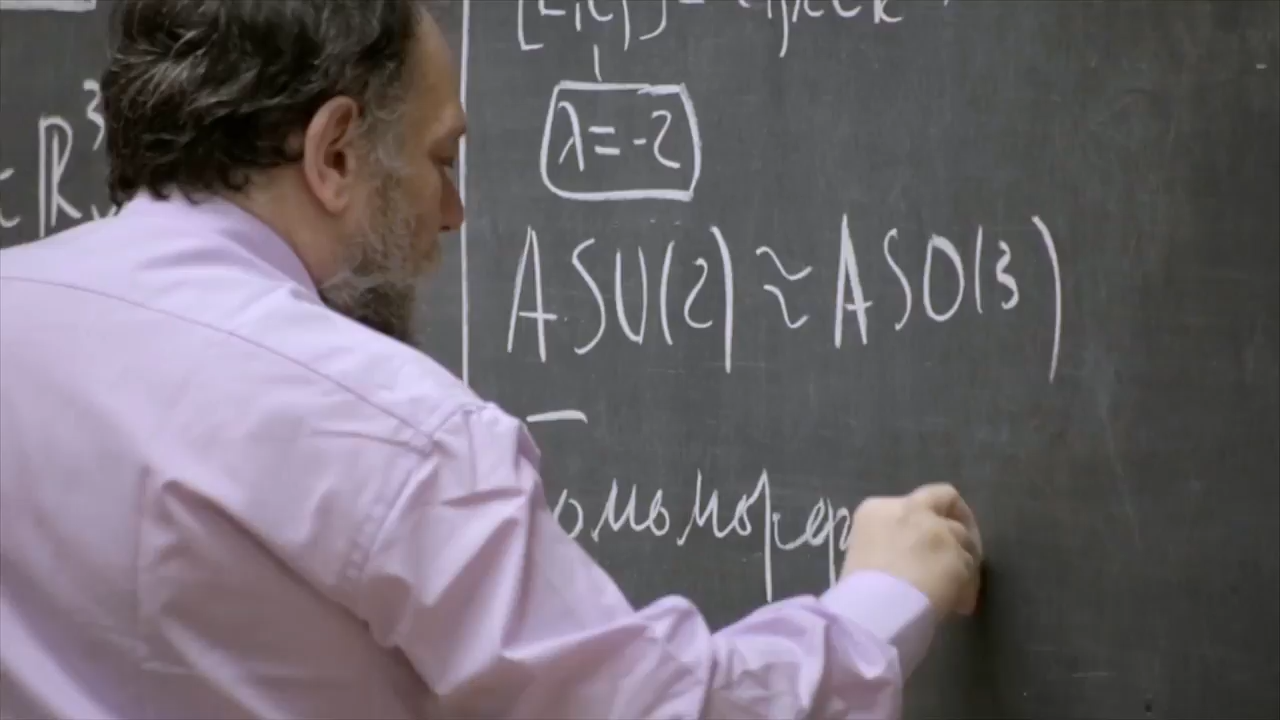 ℝ³
λ=-2
ASU(2) ≈ ASO(3)
—
гомоморф